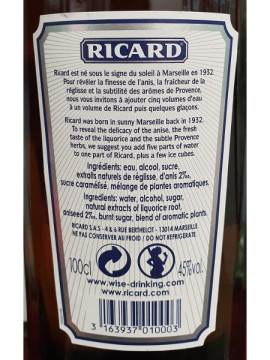 RICARD
Ricard est né sous le signe du soleil à Marseille en 1932.
Pour révéler la finesse de l'anis, la fraîcheur de la
réglisse et la subtilité des arômes de Provence,
nous vous invitons à ajouter cinq volumes d'eau
à un volume de Ricard puis quelques glaçons.
Ricard was born in sunny Marseille back in 1932.
To reveal the delicacy of the anise, the fresh
taste of the liquorice and the subtle Provence
herbs, we suggest you add five parts of water
to one part of Ricard, plus a few ice cubes.
Ingrédients: eau, alcool, sucre,
extraits naturels de réglisse, d'anis 2‰,
sucre caramélisé, mélange de plantes aromatiques.
Ingredients: water, alcohol, sugar,
natural extracts of liquorice root,
aniseed 2‰, burnt sugar, blend of aromatic plants.
RICARD S.A.S - 4 & 6 RUE BERTHELOT - 13014 MARSEILLE.
NE PAS CONSERVER AU FROID / DO NOT REFRIGERATE
100cl
45%vol.
www.wise-drinking.com
www.ricard.com
3 163937 010003